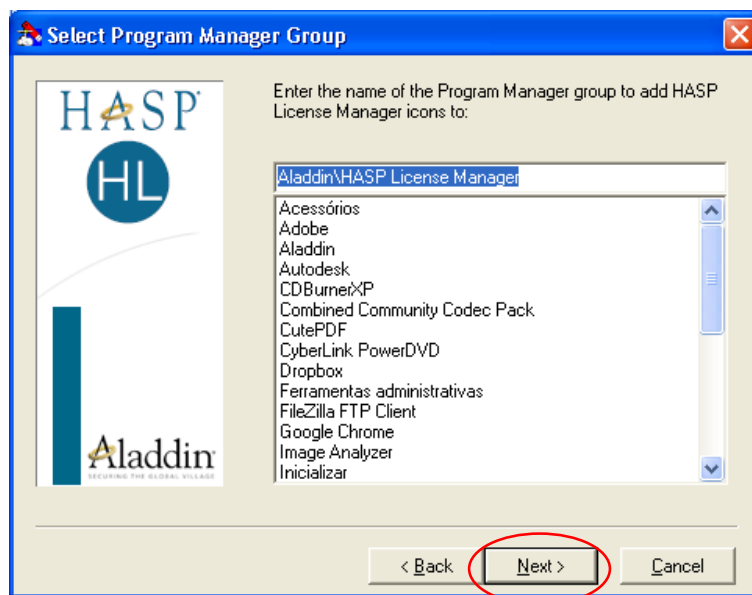 Select Program Manager Group
HASP
HL
Aladdin
SECURING THE GLOBAL VILLAGE
Enter the name of the Program Manager group to add HASP
License Manager icons to:
Aladdin\HASP License Manager
Acessórios
Adobe
Aladdin
Autodesk
CDBurnerXP
Combined Community Codec Pack
CutePDF
CyberLink PowerDVD
Dropbox
Ferramentas administrativas
FileZilla FTP Client
Google Chrome
Image Analyzer
Inicializar
< Back
Next >
Cancel